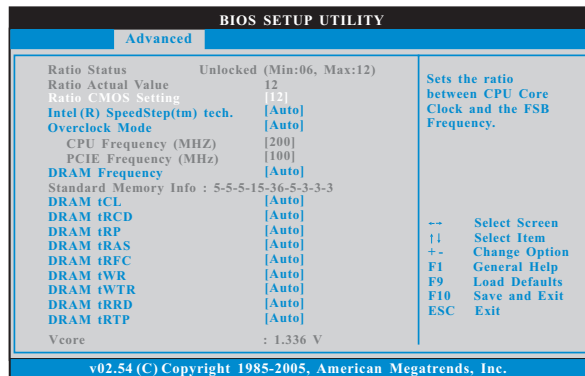 BIOS SETUP UTILITY
Advanced
Ratio Status Unlocked (Min:06, Max:12)
Ratio Actual Value 12
Ratio CMOS Setting [12]
Intel (R) SpeedStep(tm) tech. [Auto]
Overclock Mode [Auto]
CPU Frequency (MHZ) [200]
PCIE Frequency (MHz) [100]
DRAM Frequency [Auto]
Standard Memory Info : 5-5-5-15-36-5-3-3-3
DRAM tCL [Auto]
DRAM tRCD [Auto]
DRAM tRP [Auto]
DRAM tRAS [Auto]
DRAM tRFC [Auto]
DRAM tWR [Auto]
DRAM tWTR [Auto]
DRAM tRRD [Auto]
DRAM tRTP [Auto]
Vcore : 1.336 V
Sets the ratio
between CPU Core
Clock and the FSB
Frequency.
←→ Select Screen
↑↓ Select Item
+ - Change Option
F1 General Help
F9 Load Defaults
F10 Save and Exit
ESC Exit
v02.54 (C) Copyright 1985-2005, American Megatrends, Inc.